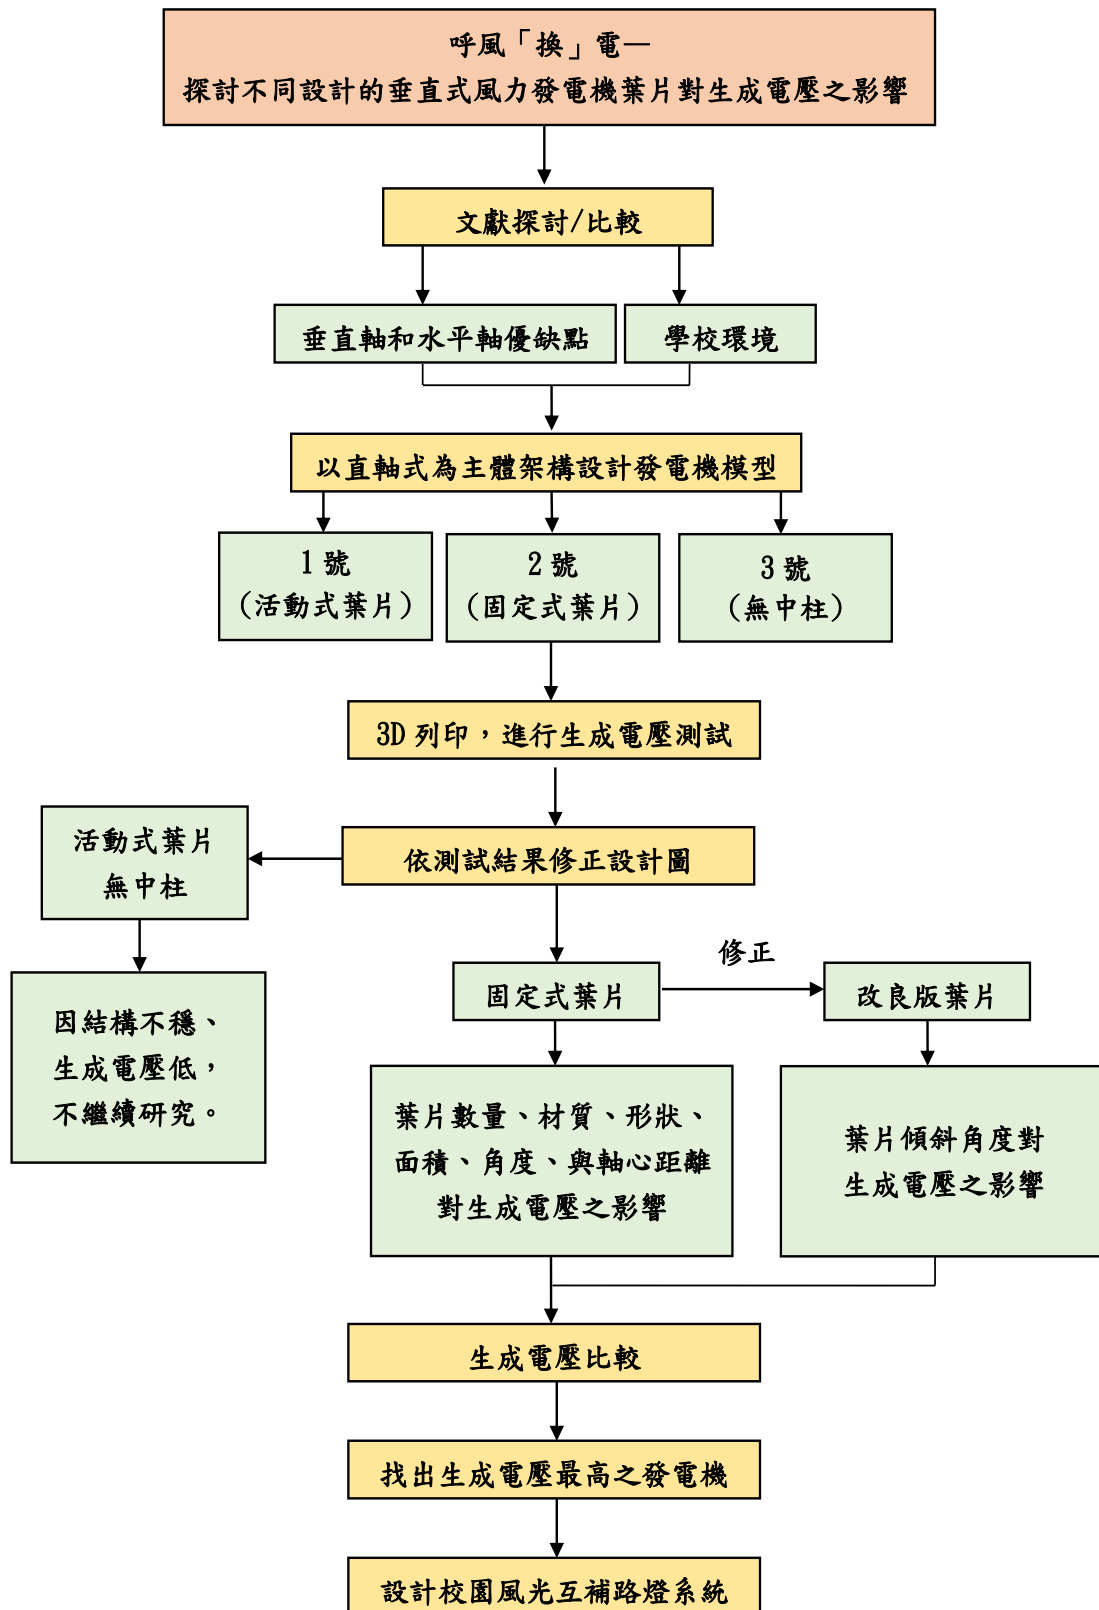 呼風「換」電—
探討不同設計的垂直式風力發電機葉片對生成電壓之影響
文獻探討/比較
垂直軸和水平軸優缺點
學校環境
以直軸式為主體架構設計發電機模型
1 號
(活動式葉片)
2 號
(固定式葉片)
3 號
(無中柱)
3D 列印，進行生成電壓測試
依測試結果修正設計圖
活動式葉片
無中柱
因結構不穩、
生成電壓低，
不繼續研究。
固定式葉片
修正
改良版葉片
葉片數量、材質、形狀、
面積、角度、與軸心距離
對生成電壓之影響
葉片傾斜角度對
生成電壓之影響
生成電壓比較
找出生成電壓最高之發電機
設計校園風光互補路燈系統